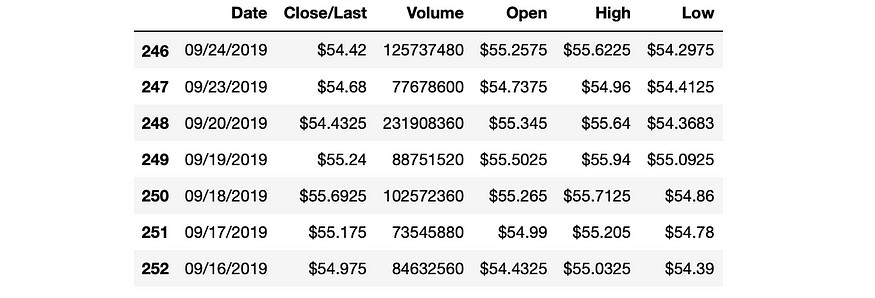 Date Close/Last Volume Open High Low
246 09/24/2019 $54.42 125737480 $55.2575 $55.6225 $54.2975
247 09/23/2019 $54.68 77678600 $54.7375 $54.96 $54.4125
248 09/20/2019 $54.4325 231908360 $55.345 $55.64 $54.3683
249 09/19/2019 $55.24 88751520 $55.5025 $55.94 $55.0925
250 09/18/2019 $55.6925 102572360 $55.265 $55.7125 $54.86
251 09/17/2019 $55.175 73545880 $54.99 $55.205 $54.78
252 09/16/2019 $54.975 84632560 $54.4325 $55.0325 $54.39